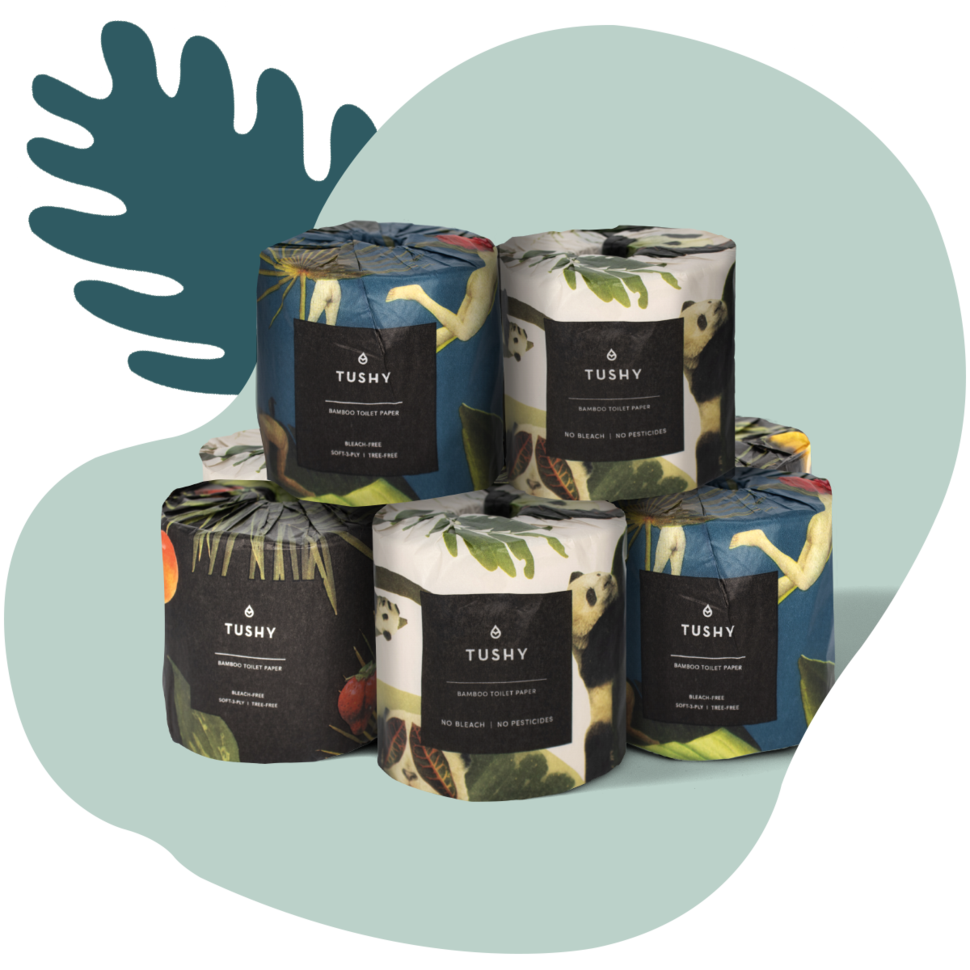 TUSHY
BAMBOO TOILET PAPER
BLEACH-FREE
SOFT-3-PLY | TREE-FREE
TUSHY
BAMBOO TOILET PAPER
NO BLEACH | NO PESTICIDES
TUSHY
BAMBOO TOILET PAPER
BLEACH-FREE
SOFT-3-PLY | TREE-FREE
TUSHY
BAMBOO TOILET PAPER
NO BLEACH | NO PESTICIDES
TUSHY
BAMBOO TOILET PAPER
BLEACH-FREE
SOFT-3-PLY | TREE-FREE